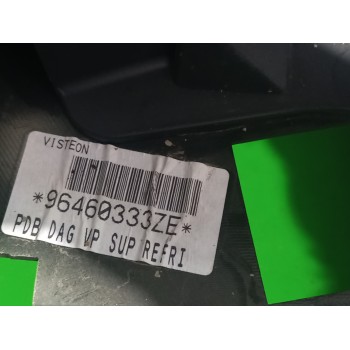 VISTEON
*96460333ZE*
PDB DAG VP SUP REFRI